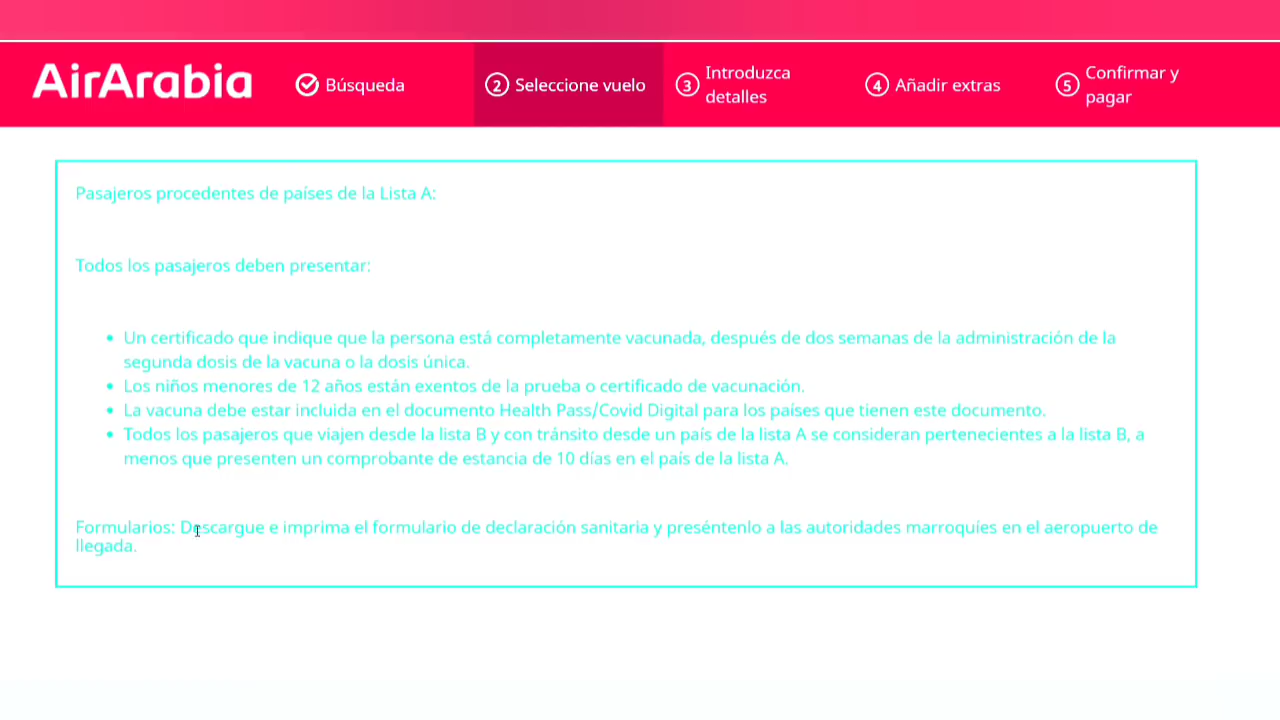 AirArabia
Búsqueda
2 Seleccione vuelo
3 Introduzca
detalles
4 Añadir extras
5 Confirmar y
pagar
Pasajeros procedentes de países de la Lista A:
Todos los pasajeros deben presentar:
• Un certificado que indique que la persona está completamente vacunada, después de dos semanas de la administración de la
segunda dosis de la vacuna o la dosis única.
• Los niños menores de 12 años están exentos de la prueba o certificado de vacunación.
• La vacuna debe estar incluida en el documento Health Pass/Covid Digital para los países que tienen este documento.
• Todos los pasajeros que viajen desde la lista B y con tránsito desde un país de la lista A se consideran pertenecientes a la lista B, a
menos que presenten un comprobante de estancia de 10 días en el país de la lista A.
Formularios: Descargue e imprima el formulario de declaración sanitaria y preséntenlo a las autoridades marroquíes en el aeropuerto de
llegada.